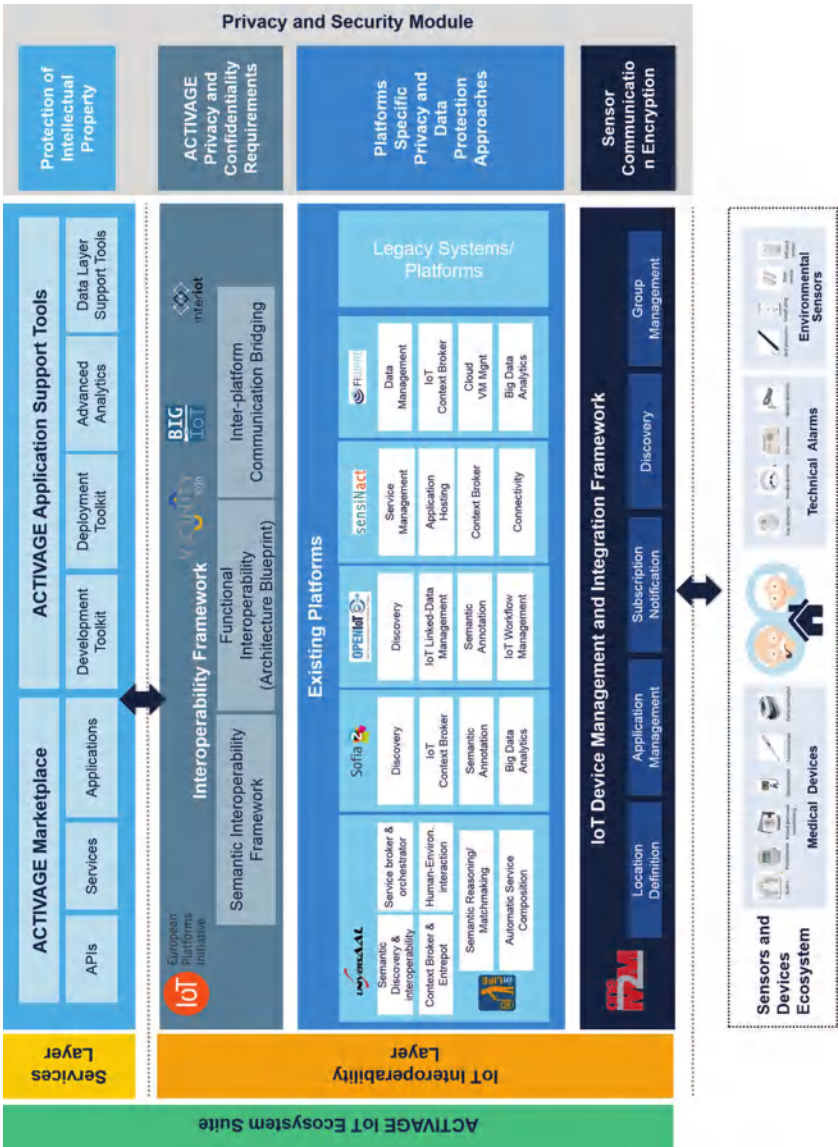 Privacy and Security Module
Protection of
Intellectual
Property
ACTIVAGE
Privacy and
Confidentiality
Requirements
Platforms
Specific
Privacy and
Data
Protection
Approaches
Sensor
Communicatio
n Encryption
ACTIVAGE IoT Ecosystem Suite
Services
Layer
ACTIVAGE Marketplace
APIs
Services
Applications
ACTIVAGE Application Support Tools
Development
Toolkit
Deployment
Toolkit
Advanced
Analytics
Data Layer
Support Tools
IoT Interoperability
Layer
IoT
European
Platforms
Initiative
Interoperability Framework
BIG
IoT
interiot
Semantic Interoperability
Framework
Functional
Interoperability
(Architecture Blueprint)
Inter-platform
Communication Bridging
Existing Platforms
universAAL
Semantic
Discovery &
interoperability
Service broker &
orchestrator
Context Broker &
Entrepot
Human-Environ.
interaction
inLIFE
Semantic Reasoning/
Matchmaking
Automatic Service
Composition
Sofia2
Discovery
IoT
Context Broker
Semantic
Annotation
Big Data
Analytics
OPENIoT
Discovery
IoT Linked-Data
Management
Semantic
Annotation
IoT Workflow
Management
sensiNact
Service
Management
Application
Hosting
Context Broker
Connectivity
FIWARE
Data
Management
IoT
Context Broker
Cloud
VM Mgnt
Big Data
Analytics
Legacy Systems/
Platforms
IoT Device Management and Integration Framework
one
M2M
Location
Definition
Application
Management
Subscription
Notification
Discovery
Group
Management
Sensors and
Devices
Ecosystem
Medical Devices
Technical Alarms
Environmental
Sensors